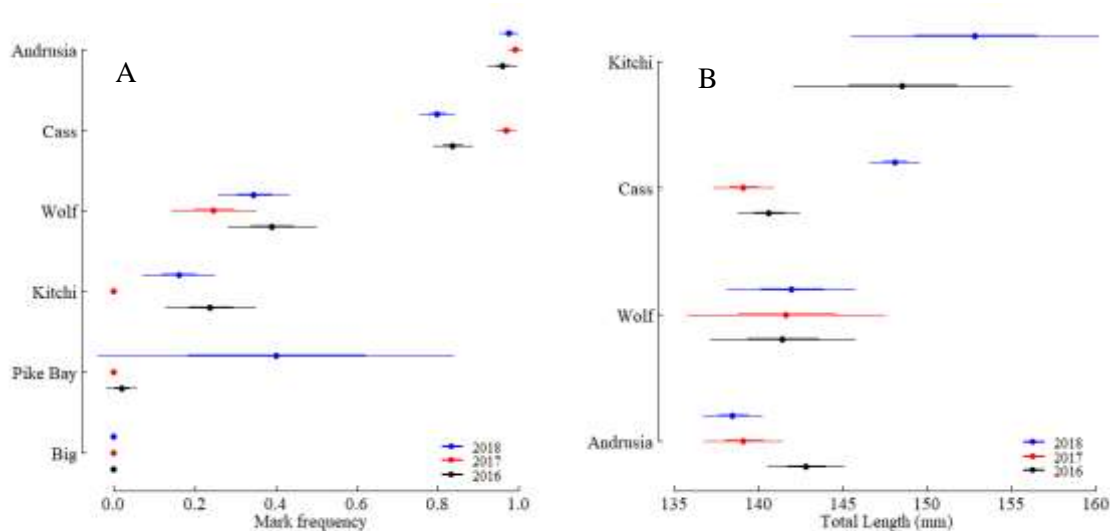 A
Andrusia
Cass
Wolf
Kitchi
Pike Bay
Big
2018
2017
2016
0.0 0.2 0.4 0.6 0.8 1.0
Mark frequency
B
Kitchi
Cass
Wolf
Andrusia
2018
2017
2016
135 140 145 150 155 160
Total Length (mm)